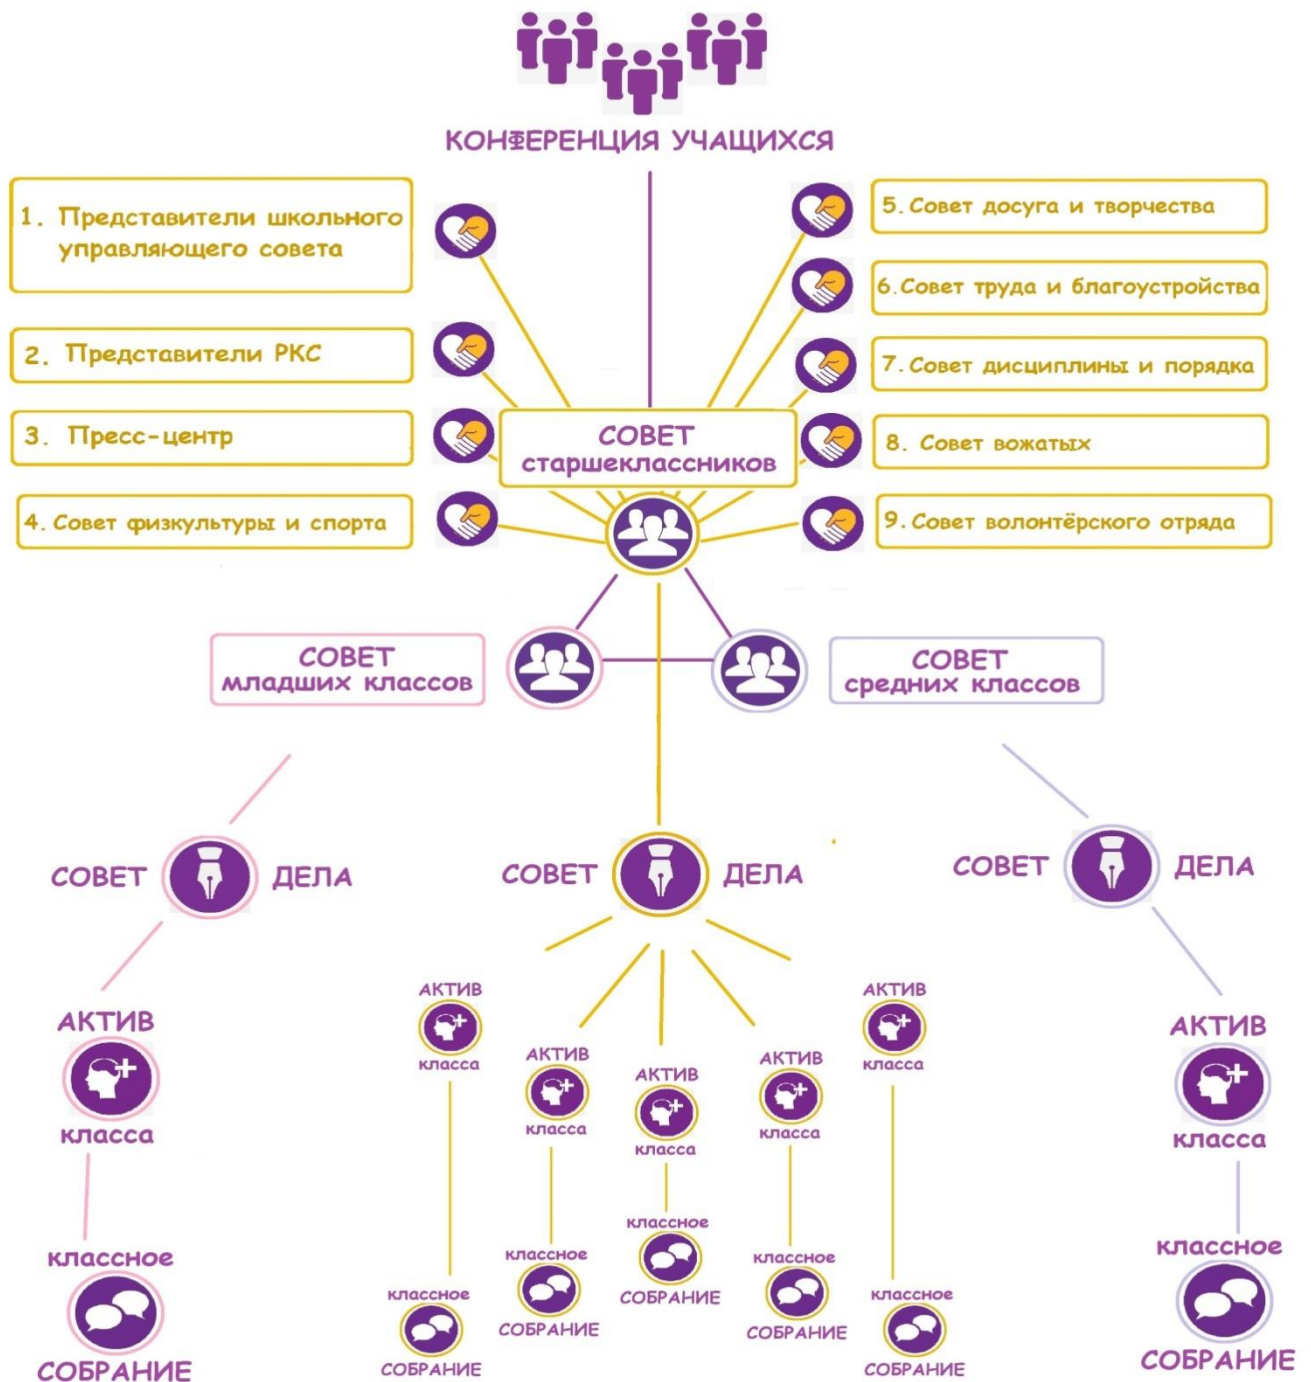 КОНФЕРЕНЦИЯ УЧАЩИХСЯ
1. Представители школьного
управляющего совета
2. Представители РКС
3. Пресс-центр
4. Совет физкультуры и спорта
5. Совет досуга и творчества
6. Совет труда и благоустройства
7. Совет дисциплины и порядка
8. Совет вожатых
9. Совет волонтёрского отряда
СОВЕТ
старшеклассников
СОВЕТ
младших классов
СОВЕТ
средних классов
СОВЕТ ДЕЛА
СОВЕТ ДЕЛА
СОВЕТ ДЕЛА
АКТИВ
класса
классное
СОБРАНИЕ
АКТИВ
класса
классное
СОБРАНИЕ
АКТИВ
класса
классное
СОБРАНИЕ
АКТИВ
класса
классное
СОБРАНИЕ
АКТИВ
класса
классное
СОБРАНИЕ
АКТИВ
класса
классное
СОБРАНИЕ
АКТИВ
класса
классное
СОБРАНИЕ